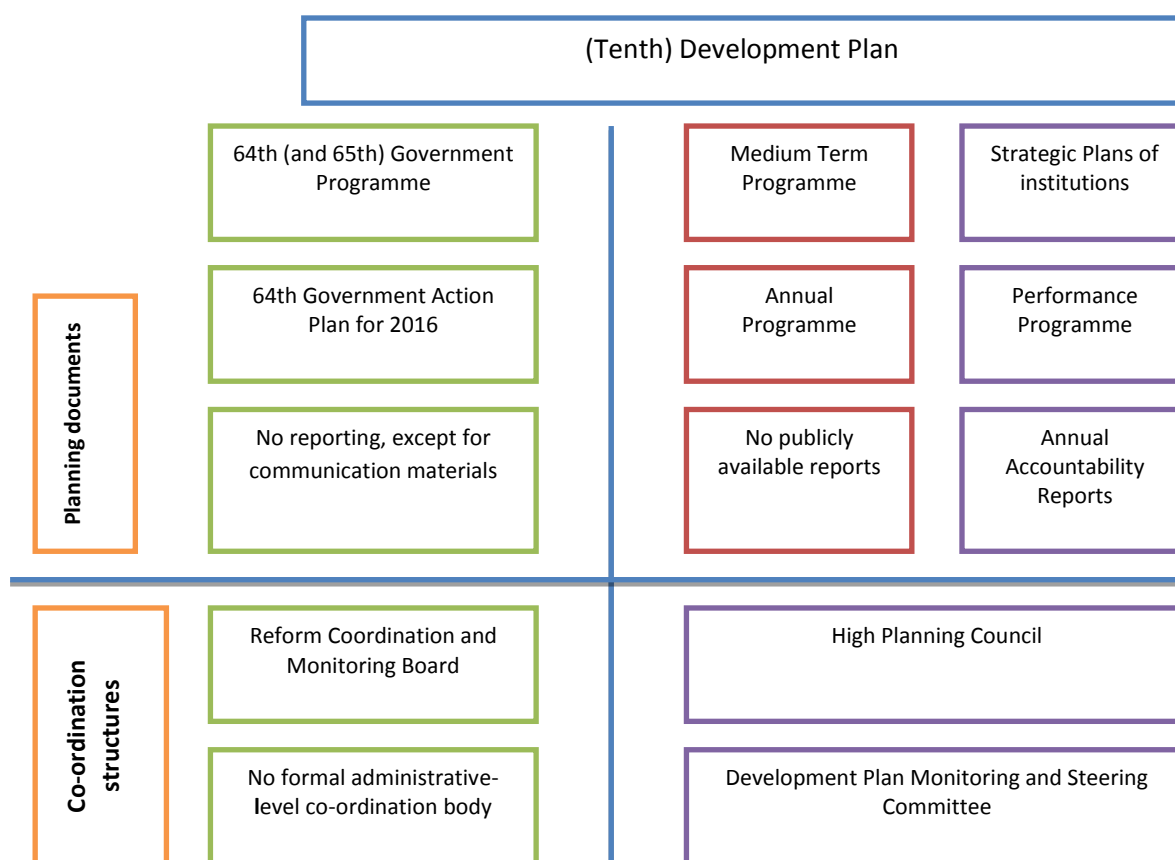 (Tenth) Development Plan
64th (and 65th) Government
Programme
Medium Term
Programme
Strategic Plans of
institutions
Planning documents
64th Government Action
Plan for 2016
Annual
Programme
Performance
Programme
No reporting, except for
communication materials
No publicly
available reports
Annual
Accountability
Reports
Co-ordination
structures
Reform Coordination and
Monitoring Board
High Planning Council
No formal administrative-
level co-ordination body
Development Plan Monitoring and Steering
Committee